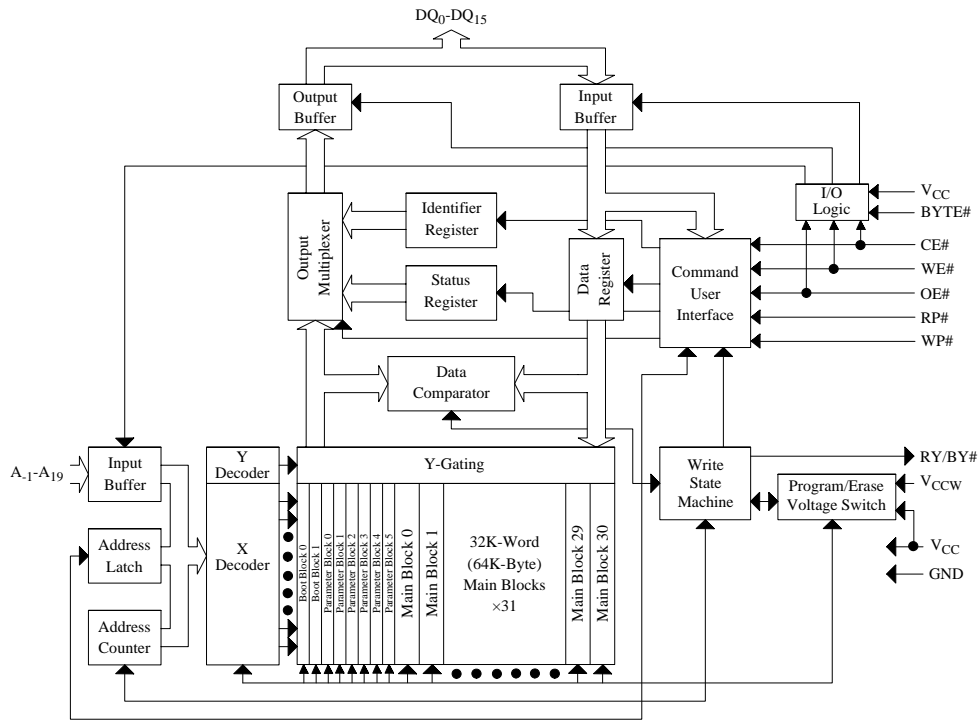 DQ0-DQ15
Output
Buffer
Input
Buffer
I/O
Logic
VCC
BYTE#
Output
Multiplexer
Identifier
Register
Status
Register
Data
Register
Command
User
Interface
CE#
WE#
OE#
RP#
WP#
Data
Comparator
A-1-A19
Input
Buffer
Y
Decoder
Y-Gating
Write
State
Machine
RY/BY#
Program/Erase
Voltage Switch
VCCW
VCC
GND
Address
Latch
X
Decoder
Address
Counter
Boot Block 0
Boot Block 1
Parameter Block 0
Parameter Block 1
Parameter Block 2
Parameter Block 3
Parameter Block 4
Parameter Block 5
Main Block 0
Main Block 1
32K-Word
(64K-Byte)
Main Blocks
×31
Main Block 29
Main Block 30